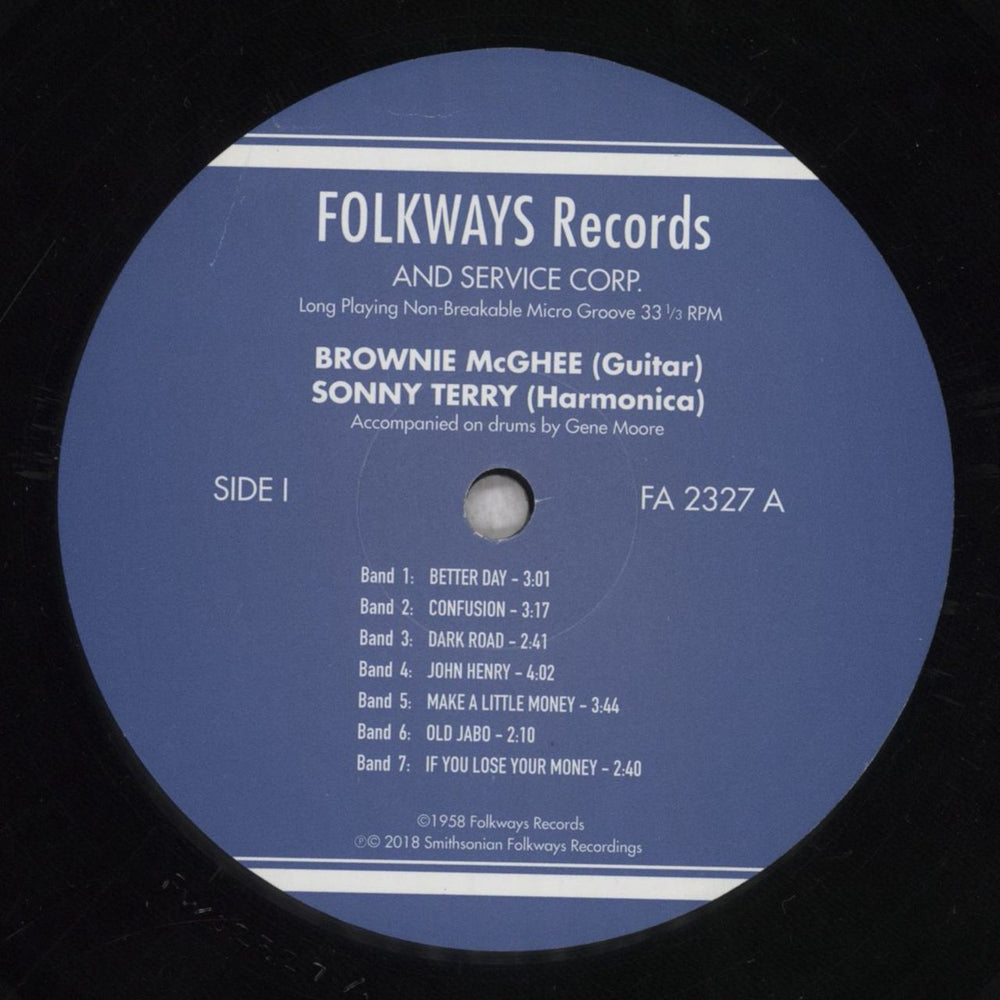 FOLKWAYS Records
AND SERVICE CORP.
Long Playing Non-Breakable Micro Groove 33 1/3 RPM
BROWNIE McGHEE (Guitar)
SONNY TERRY (Harmonica)
Accompanied on drums by Gene Moore
SIDE I
FA 2327 A
Band 1: BETTER DAY – 3:01
Band 2: CONFUSION – 3:17
Band 3: DARK ROAD – 2:41
Band 4: JOHN HENRY – 4:02
Band 5: MAKE A LITTLE MONEY – 3:44
Band 6: OLD JABO – 2:10
Band 7: IF YOU LOSE YOUR MONEY – 2:40
©1958 Folkways Records
℗© 2018 Smithsonian Folkways Recordings